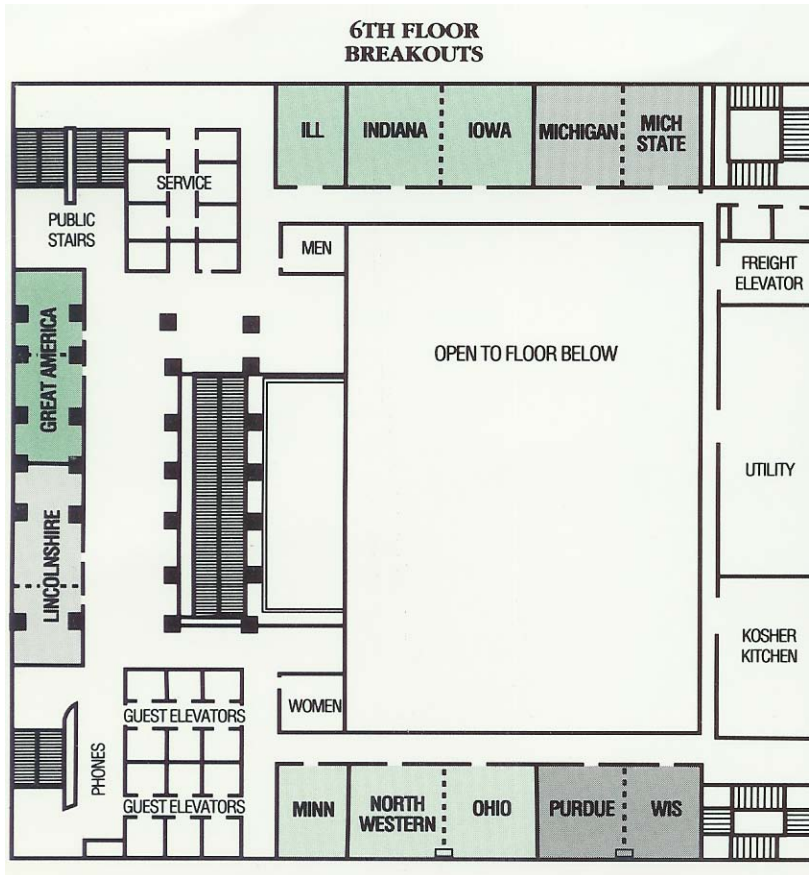 6TH FLOOR
BREAKOUTS
ILL
INDIANA
IOWA
MICHIGAN
MICH
STATE
SERVICE
PUBLIC
STAIRS
MEN
FREIGHT
ELEVATOR
GREAT AMERICA
OPEN TO FLOOR BELOW
UTILITY
LINCOLNSHIRE
KOSHER
KITCHEN
WOMEN
GUEST ELEVATORS
PHONES
GUEST ELEVATORS
MINN
NORTH
WESTERN
OHIO
PURDUE
WIS